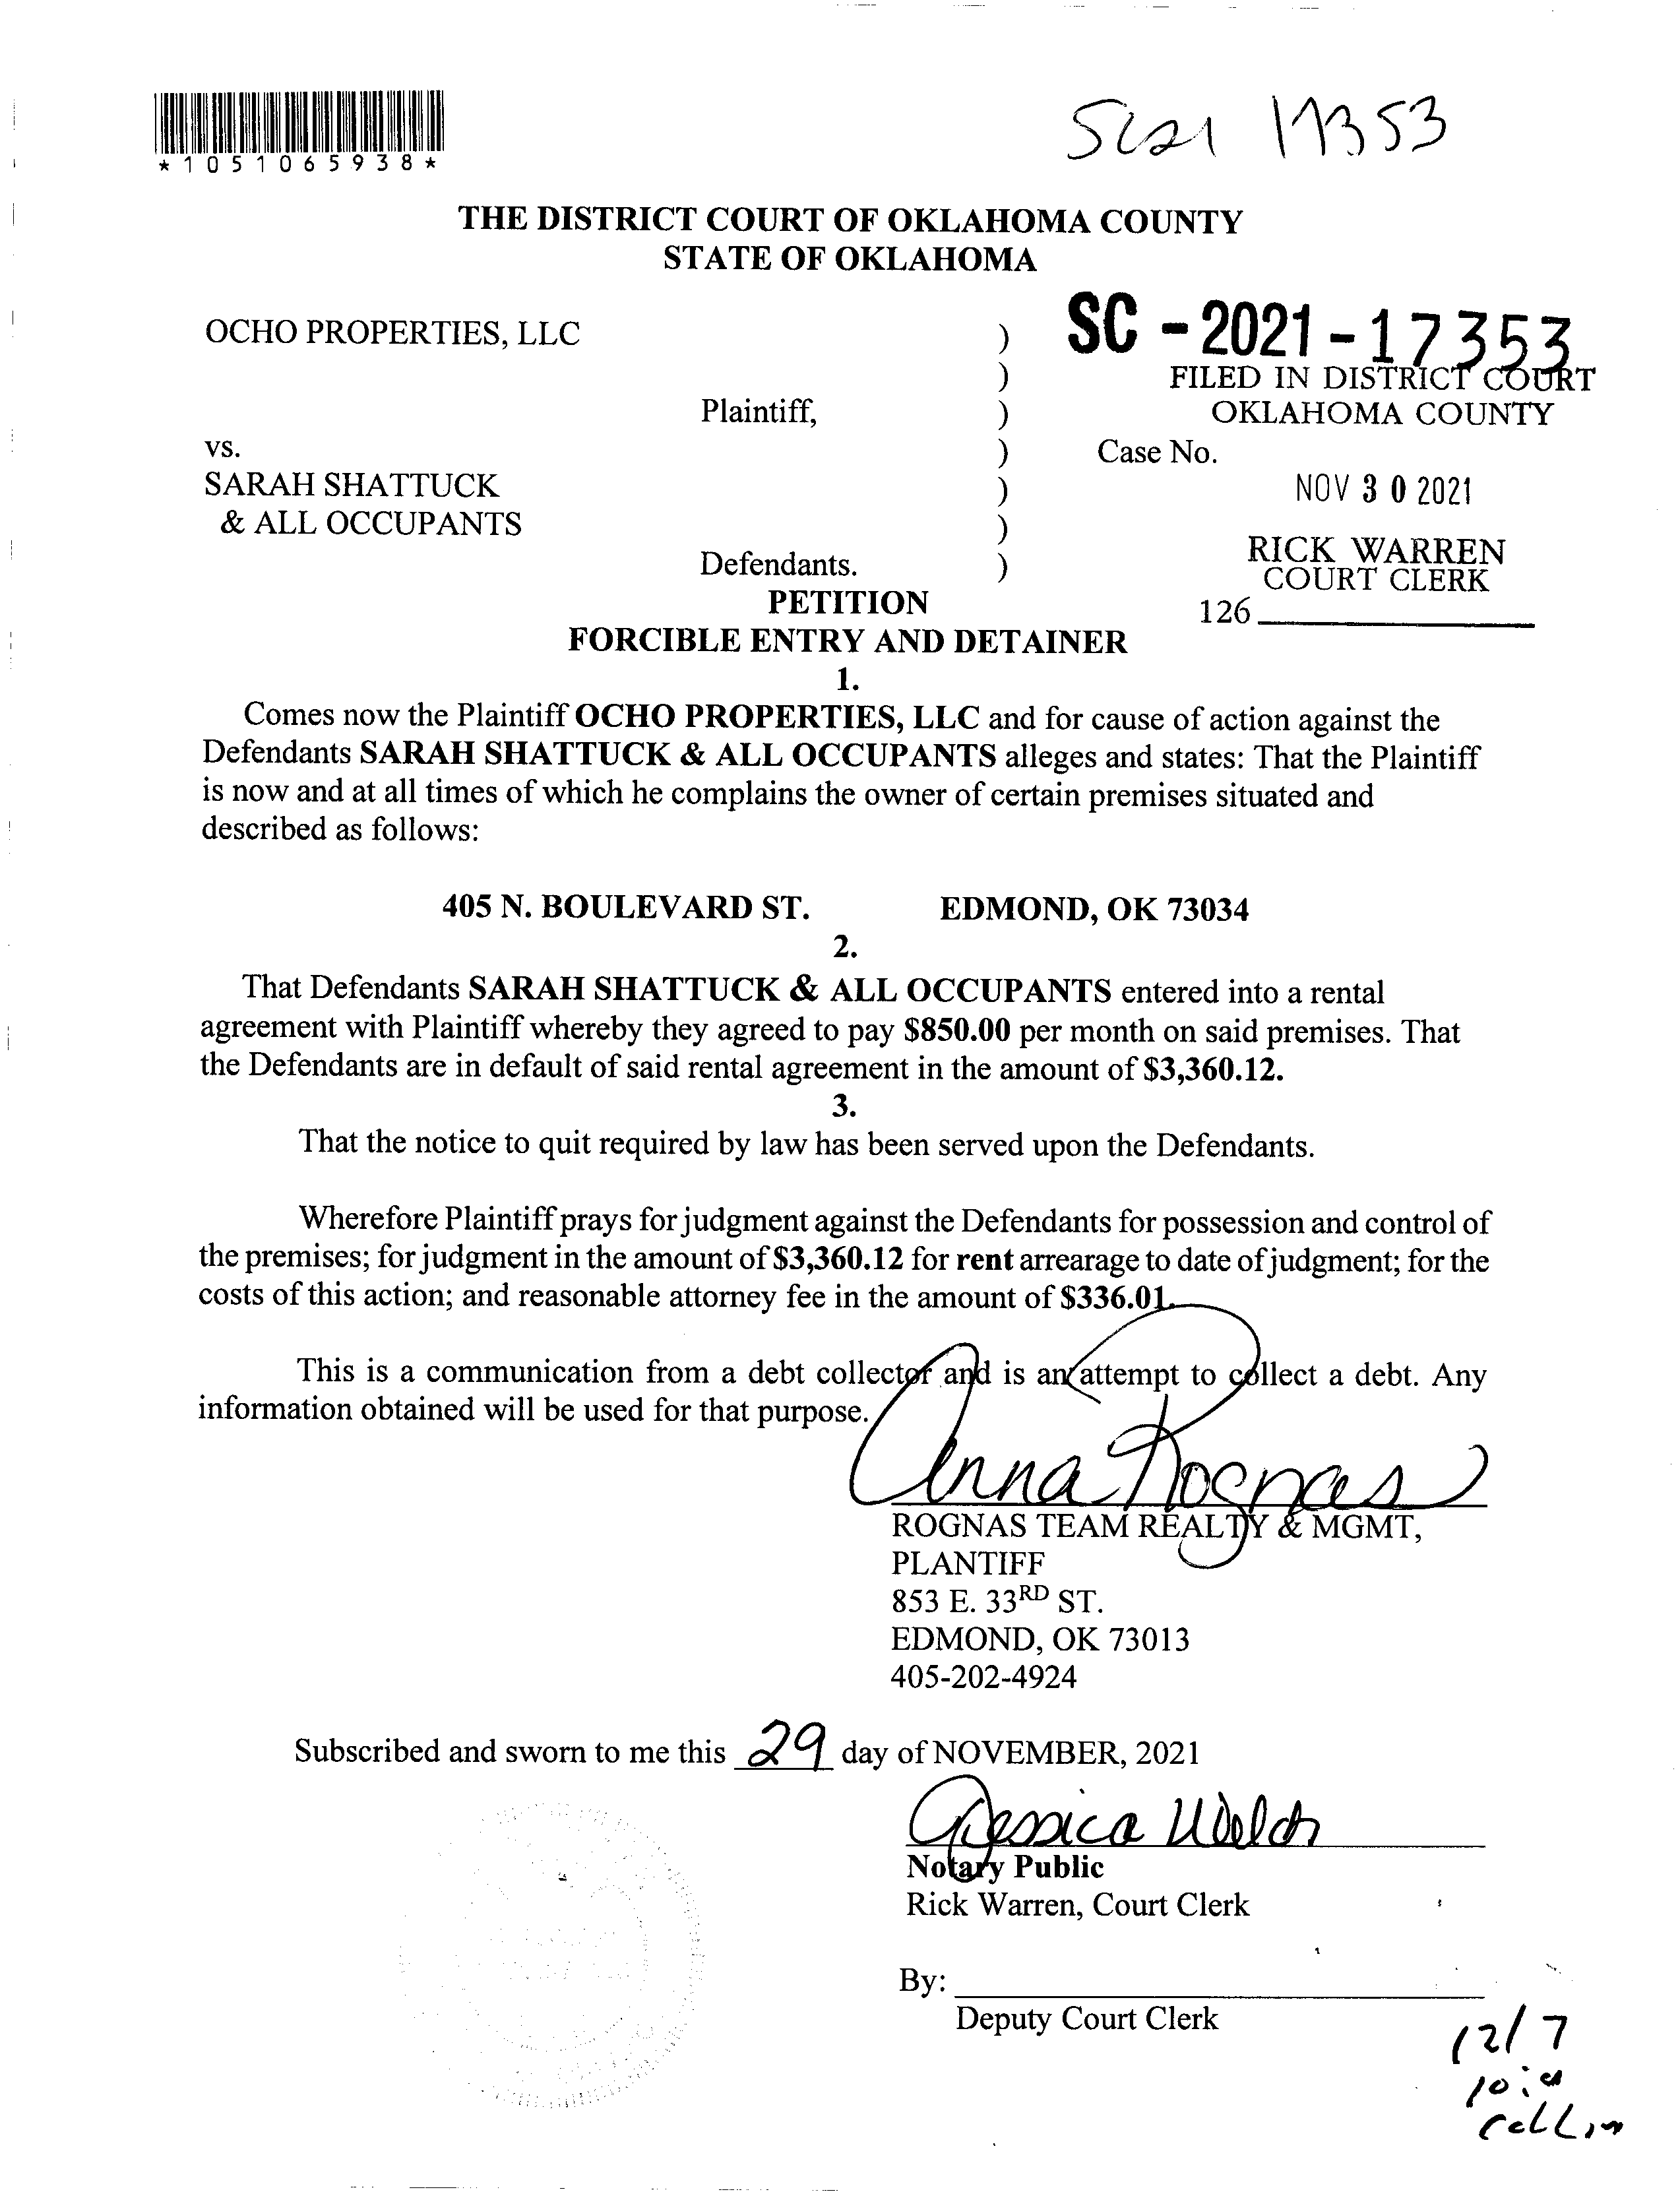 *1051065938*
SC21 17353
THE DISTRICT COURT OF OKLAHOMA COUNTY
STATE OF OKLAHOMA
SC - 2021 - 17353
OCHO PROPERTIES, LLC )
)
FILED IN DISTRICT COURT
Plaintiff, )
OKLAHOMA COUNTY
vs. ) Case No.
SARAH SHATTUCK )
NOV 30 2021
& ALL OCCUPANTS )
RICK WARREN
Defendants. )
COURT CLERK
PETITION
126
FORCIBLE ENTRY AND DETAINER
1.
Comes now the Plaintiff OCHO PROPERTIES, LLC and for cause of action against the
Defendants SARAH SHATTUCK & ALL OCCUPANTS alleges and states: That the Plaintiff
is now and at all times of which he complains the owner of certain premises situated and
described as follows:
405 N. BOULEVARD ST. EDMOND, OK 73034
2.
That Defendants SARAH SHATTUCK & ALL OCCUPANTS entered into a rental
agreement with Plaintiff whereby they agreed to pay $850.00 per month on said premises. That
the Defendants are in default of said rental agreement in the amount of $3,360.12.
3.
That the notice to quit required by law has been served upon the Defendants.
Wherefore Plaintiff prays for judgment against the Defendants for possession and control of
the premises; for judgment in the amount of $3,360.12 for rent arrearage to date of judgment; for the
costs of this action; and reasonable attorney fee in the amount of $336.01.
This is a communication from a debt collector and is an attempt to collect a debt. Any
information obtained will be used for that purpose.
Anna Rognas
ROGNAS TEAM REALTY & MGMT,
PLANTIFF
853 E. 33RD ST.
EDMOND, OK 73013
405-202-4924
Subscribed and sworn to me this 29 day of NOVEMBER, 2021
Jessica Welch
Notary Public
Rick Warren, Court Clerk
By:
Deputy Court Clerk
12/7